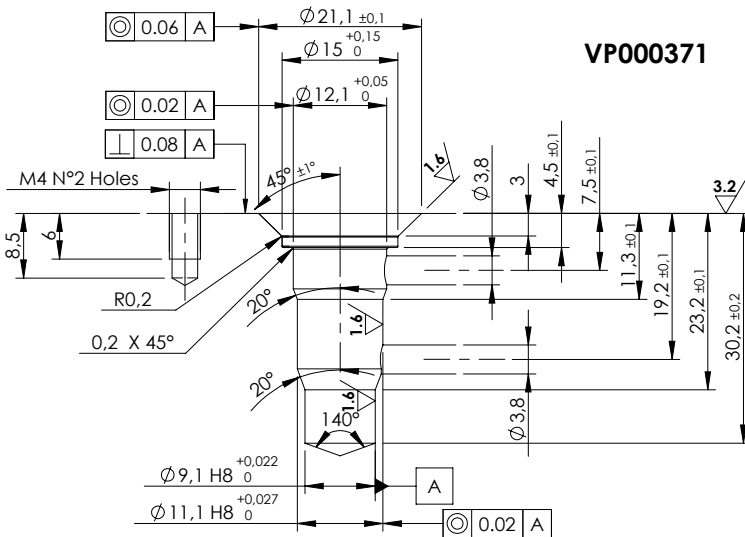 ◎ 0.06 A
Ø21,1 ±0,1
Ø15 +0,15 0
VP000371
◎ 0.02 A
Ø12,1 +0,05 0
⊥ 0.08 A
M4 N°2 Holes
45° ±1°
1.6
Ø3,8
3
4,5 ±0,1
7,5 ±0,1
3.2
8,5
6
11,3 ±0,1
19,2 ±0,1
23,2 ±0,1
30,2 ±0,2
R0,2
20°
0,2 X 45°
1.6
20°
1.6
140°
Ø3,8
Ø9,1 H8 +0,022 0
A
Ø11,1 H8 +0,027 0
◎ 0.02 A